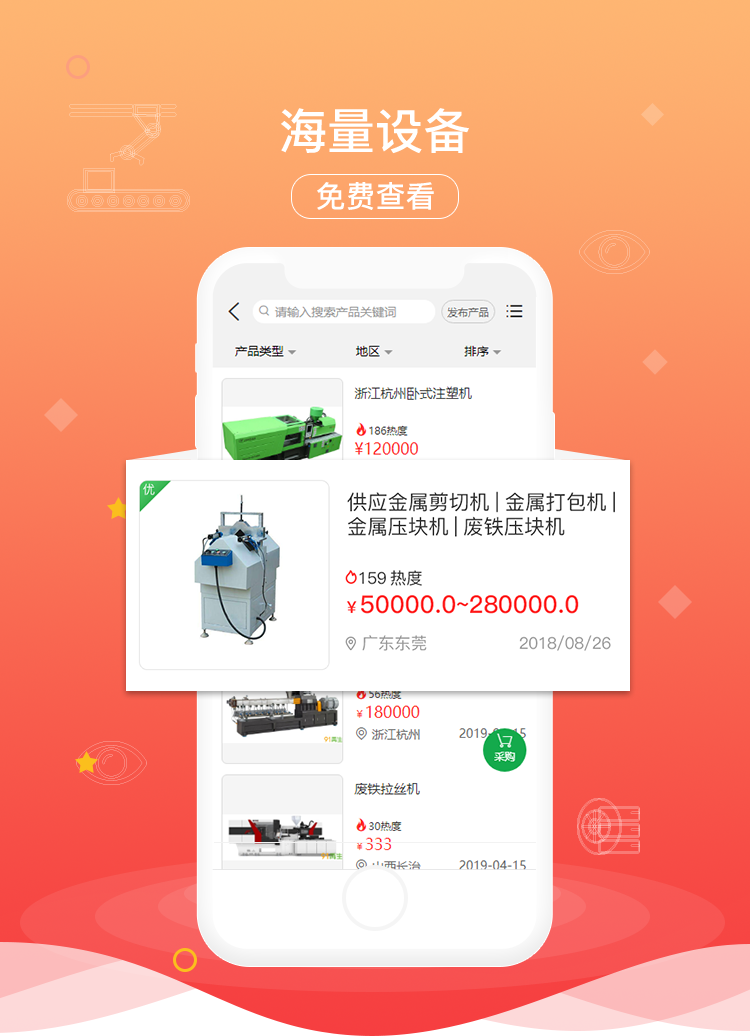 海量设备
免费查看
请输入搜索产品关键词
发布产品
产品类型
地区
排序
浙江杭州卧式注塑机
186热度
¥120000
优
供应金属剪切机 | 金属打包机 |
金属压块机 | 废铁压块机
159 热度
¥50000.0~280000.0
广东东莞
2018/08/26
56热度
¥180000
浙江杭州
采购
废铁拉丝机
30热度
¥333
山西长治
2019-04-15